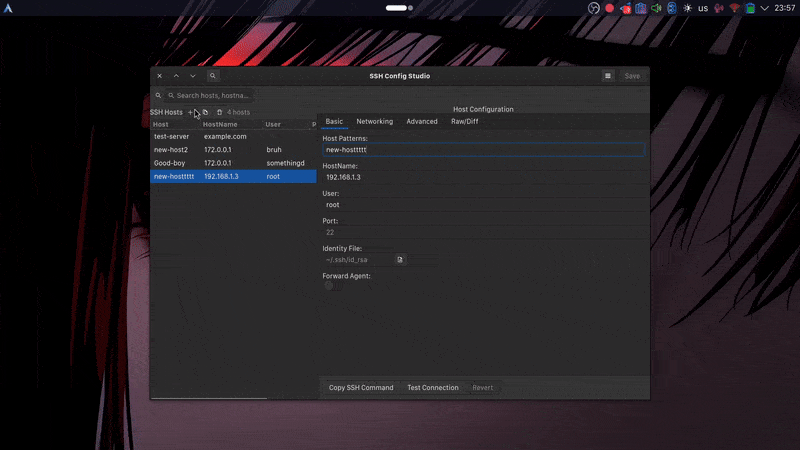 us 23:57
SSH Config Studio
Save
Search hosts, hostna...
SSH Hosts + 4 hosts
Host Configuration
Host HostName User P
Basic Networking Advanced Raw/Diff
test-server example.com
new-host2 172.0.0.1 bruh
Good-boy 172.0.0.1 somethingd
new-hosttttt 192.168.1.3 root
Host Patterns:
new-hosttttt
HostName:
192.168.1.3
User:
root
Port:
22
Identity File:
~/.ssh/id_rsa
Forward Agent:
Copy SSH Command Test Connection Revert